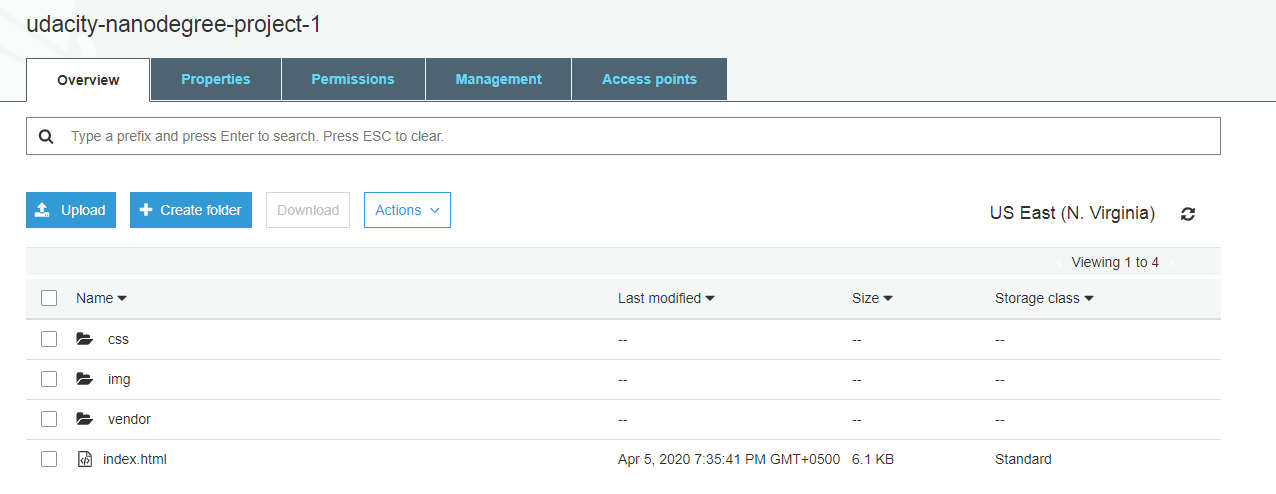 udacity-nanodegree-project-1
Overview Properties Permissions Management Access points
Type a prefix and press Enter to search. Press ESC to clear.
Upload Create folder Download Actions
US East (N. Virginia)
Viewing 1 to 4
Name Last modified Size Storage class
css -- -- --
img -- -- --
vendor -- -- --
index.html Apr 5, 2020 7:35:41 PM GMT+0500 6.1 KB Standard